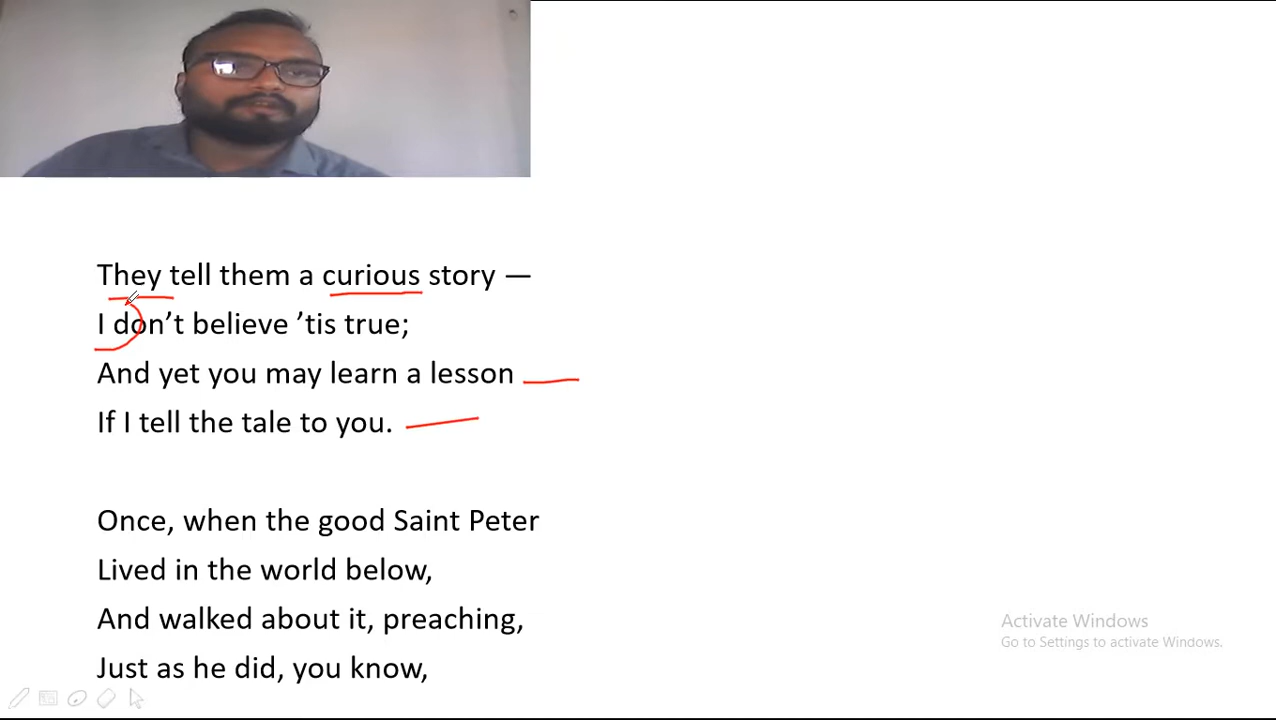 They tell them a curious story —
I don’t believe ’tis true;
And yet you may learn a lesson
If I tell the tale to you.
Once, when the good Saint Peter
Lived in the world below,
And walked about it, preaching,
Just as he did, you know,
Activate Windows
Go to Settings to activate Windows.